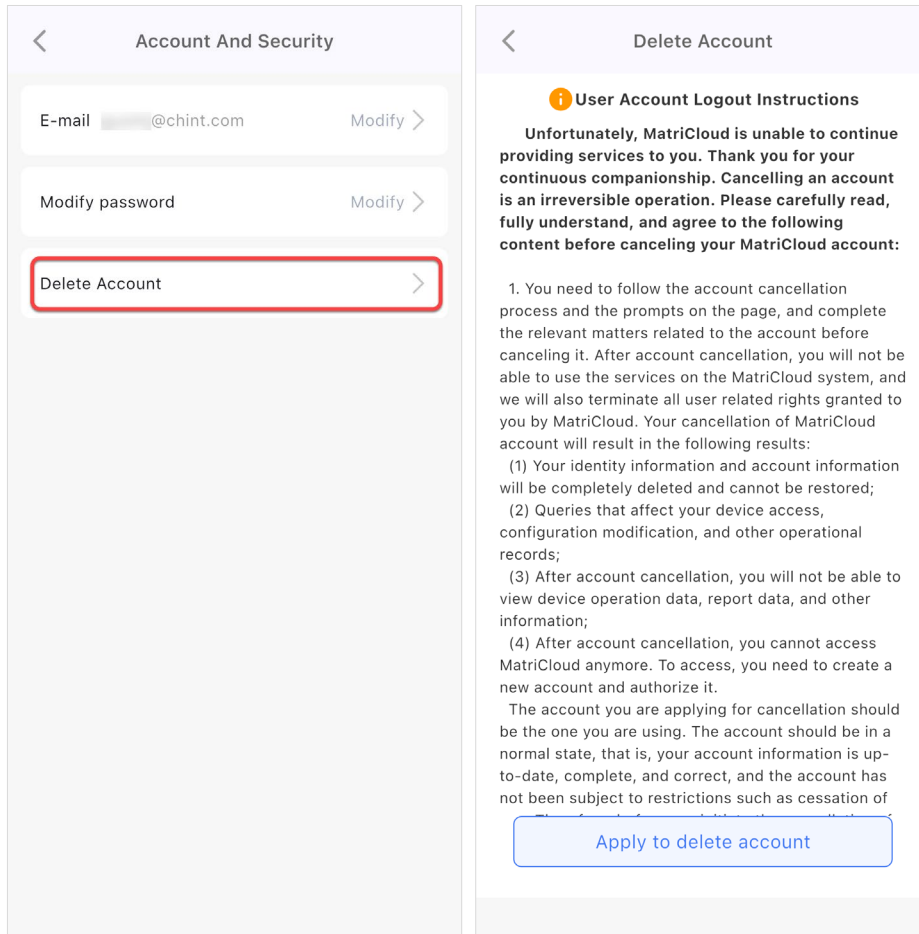 Account And Security
E-mail @chint.com Modify
Modify password Modify
Delete Account
Delete Account
User Account Logout Instructions
Unfortunately, MatriCloud is unable to continue
providing services to you. Thank you for your
continuous companionship. Cancelling an account
is an irreversible operation. Please carefully read,
fully understand, and agree to the following
content before canceling your MatriCloud account:
1. You need to follow the account cancellation
process and the prompts on the page, and complete
the relevant matters related to the account before
canceling it. After account cancellation, you will not be
able to use the services on the MatriCloud system, and
we will also terminate all user related rights granted to
you by MatriCloud. Your cancellation of MatriCloud
account will result in the following results:
(1) Your identity information and account information
will be completely deleted and cannot be restored;
(2) Queries that affect your device access,
configuration modification, and other operational
records;
(3) After account cancellation, you will not be able to
view device operation data, report data, and other
information;
(4) After account cancellation, you cannot access
MatriCloud anymore. To access, you need to create a
new account and authorize it.
The account you are applying for cancellation should
be the one you are using. The account should be in a
normal state, that is, your account information is up-
to-date, complete, and correct, and the account has
not been subject to restrictions such as cessation of
Apply to delete account